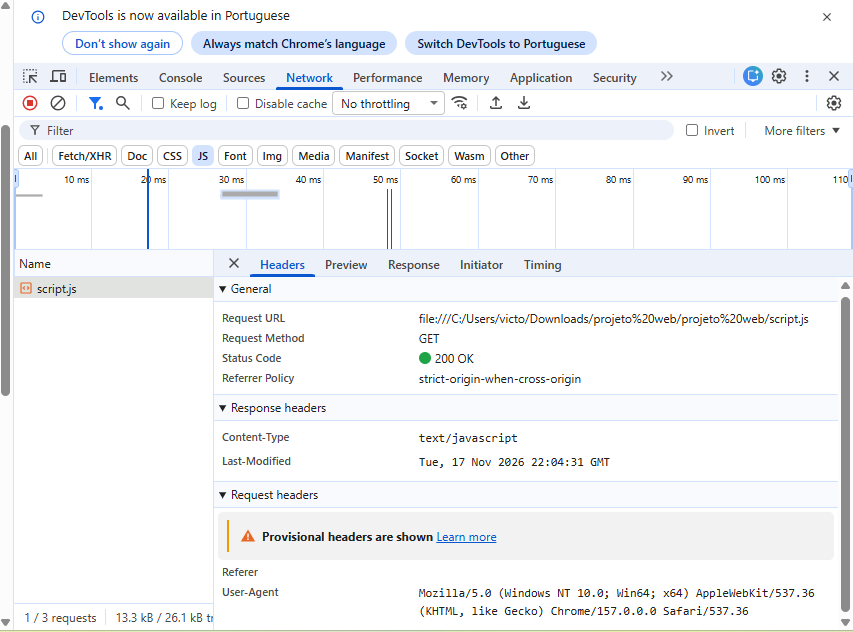 DevTools is now available in Portuguese
Don't show again Always match Chrome's language Switch DevTools to Portuguese
Elements Console Sources Network Performance Memory Application Security
Keep log Disable cache No throttling
Filter Invert More filters
All Fetch/XHR Doc CSS JS Font Img Media Manifest Socket Wasm Other
10 ms 20 ms 30 ms 40 ms 50 ms 60 ms 70 ms 80 ms 90 ms 100 ms 110
Name Headers Preview Response Initiator Timing
script.js
General
Request URL file:///C:/Users/victo/Downloads/projeto%20web/projeto%20web/script.js
Request Method GET
Status Code 200 OK
Referrer Policy strict-origin-when-cross-origin
Response headers
Content-Type text/javascript
Last-Modified Tue, 17 Nov 2026 22:04:31 GMT
Request headers
Provisional headers are shown Learn more
Referer
User-Agent Mozilla/5.0 (Windows NT 10.0; Win64; x64) AppleWebKit/537.36
(KHTML, like Gecko) Chrome/157.0.0.0 Safari/537.36
1 / 3 requests 13.3 kB / 26.1 kB tr